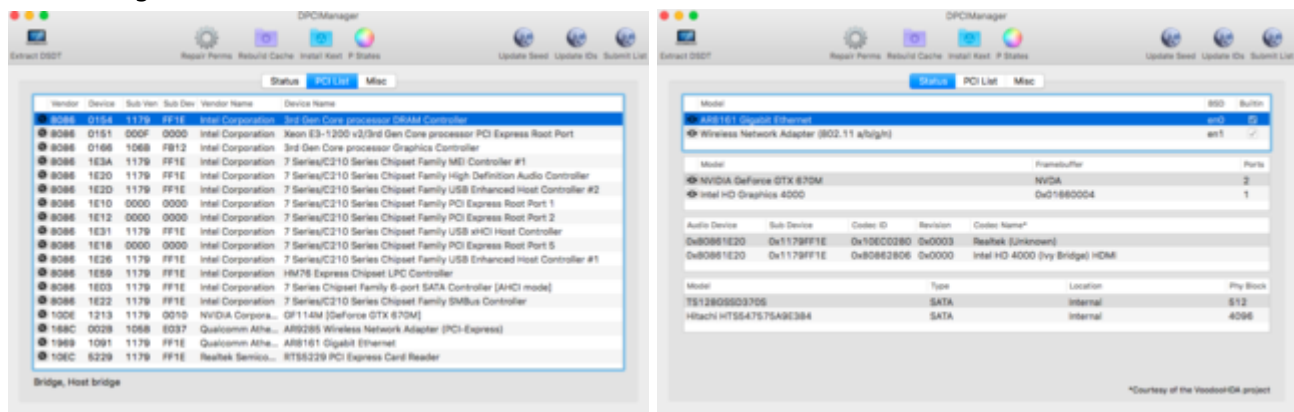 DPCIManager
Extract DSDT
Repair Perms Rebuild Cache Install Kext P States
Update Seed Update IDs Submit List
Status PCI List Misc
Vendor Device Sub Ven Sub Dev Vendor Name Device Name
8086 0154 1179 FF1E Intel Corporation 3rd Gen Core processor DRAM Controller
8086 0151 000F 0000 Intel Corporation Xeon E3-1200 v2/3rd Gen Core processor PCI Express Root Port
8086 0166 106B FB12 Intel Corporation 3rd Gen Core processor Graphics Controller
8086 1E3A 1179 FF1E Intel Corporation 7 Series/C210 Series Chipset Family MEI Controller #1
8086 1E20 1179 FF1E Intel Corporation 7 Series/C210 Series Chipset Family High Definition Audio Controller
8086 1E2D 1179 FF1E Intel Corporation 7 Series/C210 Series Chipset Family USB Enhanced Host Controller #2
8086 1E10 0000 0000 Intel Corporation 7 Series/C210 Series Chipset Family PCI Express Root Port 1
8086 1E12 0000 0000 Intel Corporation 7 Series/C210 Series Chipset Family PCI Express Root Port 2
8086 1E31 1179 FF1E Intel Corporation 7 Series/C210 Series Chipset Family USB xHCI Host Controller
8086 1E18 0000 0000 Intel Corporation 7 Series/C210 Series Chipset Family PCI Express Root Port 5
8086 1E26 1179 FF1E Intel Corporation 7 Series/C210 Series Chipset Family USB Enhanced Host Controller #1
8086 1E59 1179 FF1E Intel Corporation HM76 Express Chipset LPC Controller
8086 1E03 1179 FF1E Intel Corporation 7 Series Chipset Family 6-port SATA Controller [AHCI mode]
8086 1E22 1179 FF1E Intel Corporation 7 Series/C210 Series Chipset Family SMBus Controller
10DE 1213 1179 0010 NVIDIA Corpora... GF114M [GeForce GTX 670M]
168C 002B 105B E037 Qualcomm Athe... AR9285 Wireless Network Adapter (PCI-Express)
1969 1091 1179 FF1E Qualcomm Athe... AR8161 Gigabit Ethernet
10EC 5229 1179 FF1E Realtek Semico... RTS5229 PCI Express Card Reader
Bridge, Host bridge
DPCIManager
Extract DSDT
Repair Perms Rebuild Cache Install Kext P States
Update Seed Update IDs Submit List
Status PCI List Misc
Model BSD Builtin
AR8161 Gigabit Ethernet en0
Wireless Network Adapter (802.11 a/b/g/n) en1
Model Framebuffer Ports
NVIDIA GeForce GTX 670M NVDA 2
Intel HD Graphics 4000 0x01660004 1
Audio Device Sub Device Codec ID Revision Codec Name*
0x80861E20 0x1179FF1E 0x10EC0280 0x0003 Realtek (Unknown)
0x80861E20 0x1179FF1E 0x80862806 0x0000 Intel HD 4000 (Ivy Bridge) HDMI
Model Type Location Phy Block
TS128GSSD370S SATA Internal 512
Hitachi HTS547575A9E384 SATA Internal 4096
*Courtesy of the VoodooHDA project